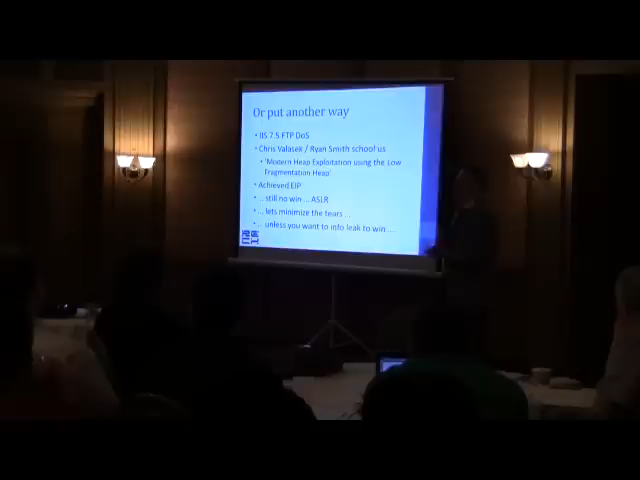 Or put another way
• IIS 7.5 FTP DoS
• Chris Valasek / Ryan Smith school us
• 'Modern Heap Exploitation using the Low
Fragmentation Heap'
• Achieved EIP
• .. still no win ... ASLR
• ... lets minimize the tears ...
• .. unless you want to info leak to win ...